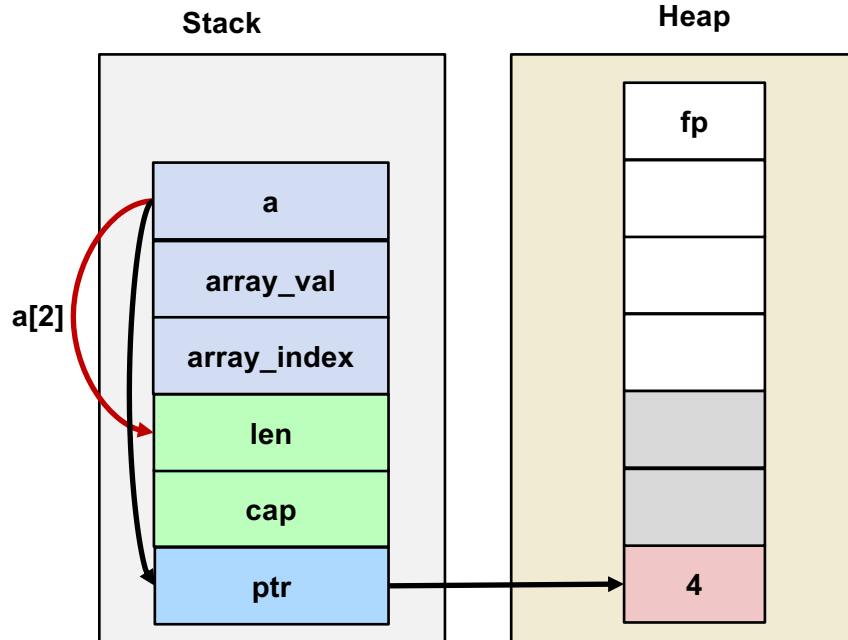 Stack
Heap
fp
a
array_val
a[2]
array_index
len
cap
ptr
4